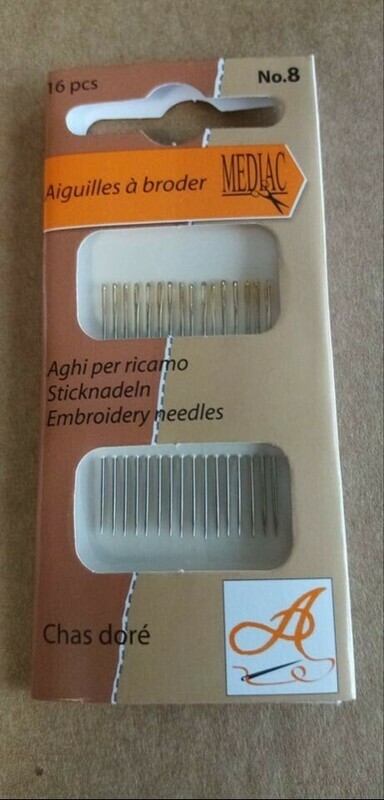 16 pcs No.8
Aiguilles à broder MEDIAC
Aghi per ricamo
Sticknadeln
Embroidery needles
Chas doré
A